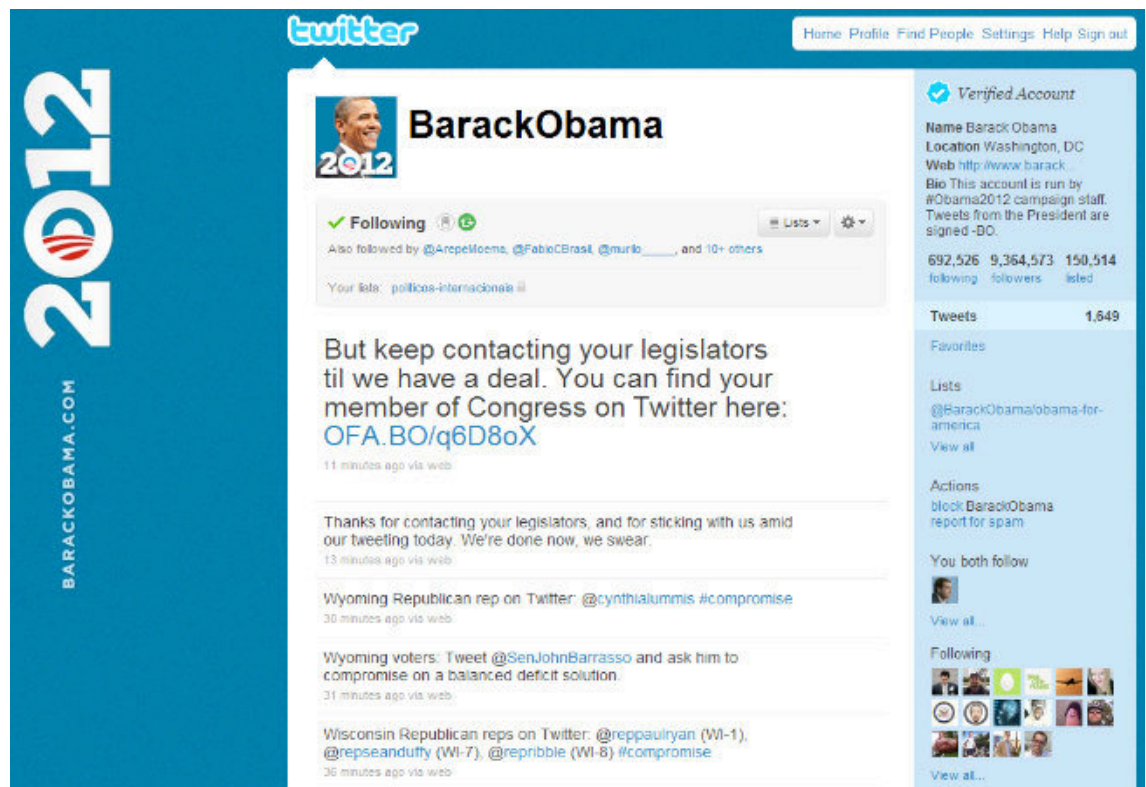 2012
BARACKOBAMA.COM
twitter
Home Profile Find People Settings Help Sign out
2012
BarackObama
Following
Lists
Also followed by @ArepeMoema, @FabioCBrasil, @murilo_____, and 10+ others
Your lists: politicos-internacionais
But keep contacting your legislators
til we have a deal. You can find your
member of Congress on Twitter here:
OFA.BO/q6D8oX
11 minutes ago via web
Thanks for contacting your legislators, and for sticking with us amid
our tweeting today. We're done now, we swear.
13 minutes ago via web
Wyoming Republican rep on Twitter: @cynthialummis #compromise
30 minutes ago via web
Wyoming voters: Tweet @SenJohnBarrasso and ask him to
compromise on a balanced deficit solution.
31 minutes ago via web
Wisconsin Republican reps on Twitter: @reppaulryan (WI-1),
@repseanduffy (WI-7), @repribble (WI-8) #compromise
36 minutes ago via web
Verified Account
Name Barack Obama
Location Washington, DC
Web http://www.barack...
Bio This account is run by
#Obama2012 campaign staff.
Tweets from the President are
signed -BO.
692,526 9,364,573 150,514
following followers listed
Tweets 1,649
Favorites
Lists
@BarackObama/obama-for-
america
View all
Actions
block BarackObama
report for spam
You both follow
View all...
Following
View all...